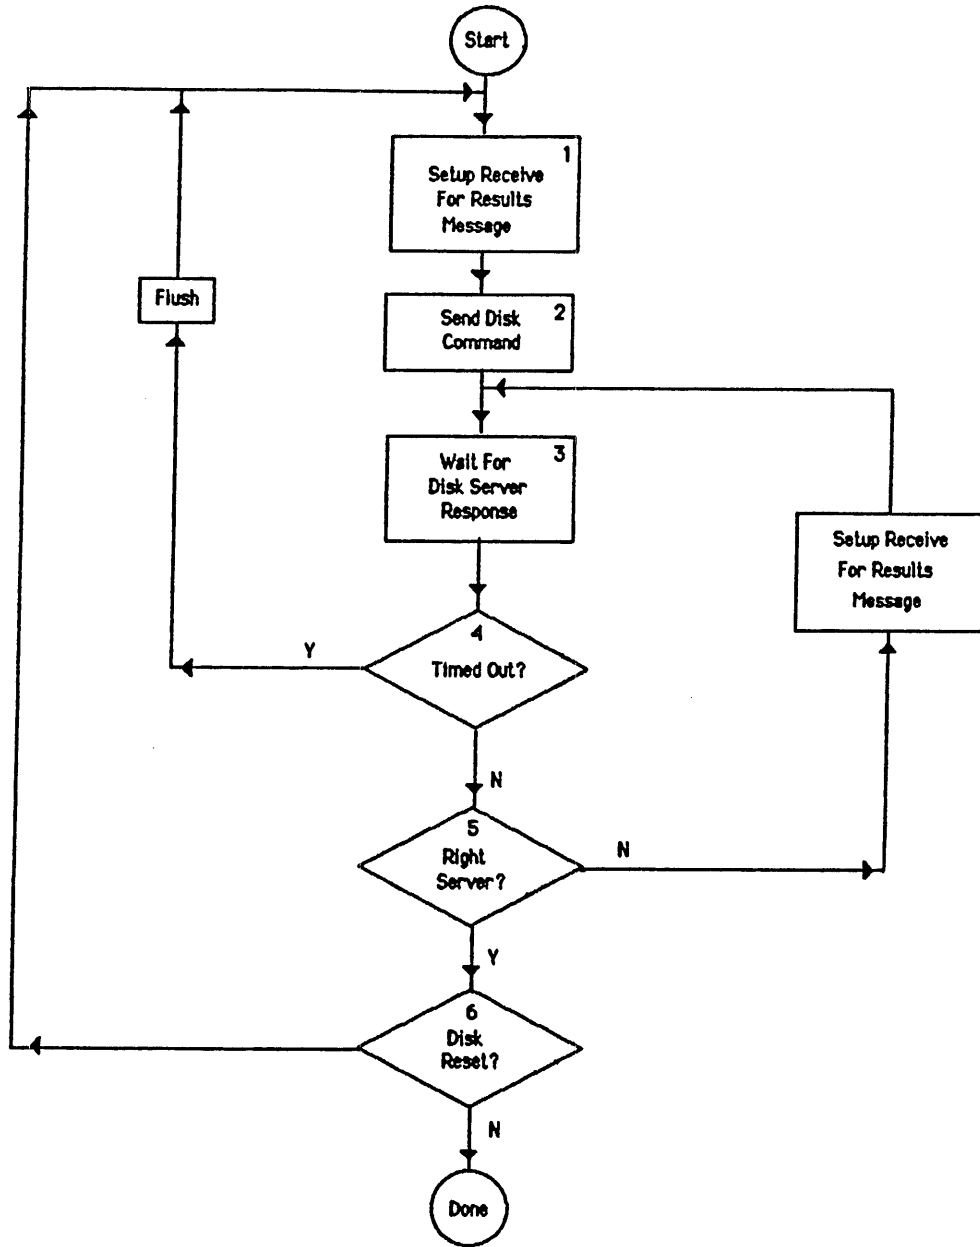 Start
1
Setup Receive
For Results
Message
Flush
2
Send Disk
Command
3
Wait For
Disk Server
Response
Setup Receive
For Results
Message
4
Timed Out?
Y
N
5
Right
Server?
N
Y
6
Disk
Reset?
N
Done